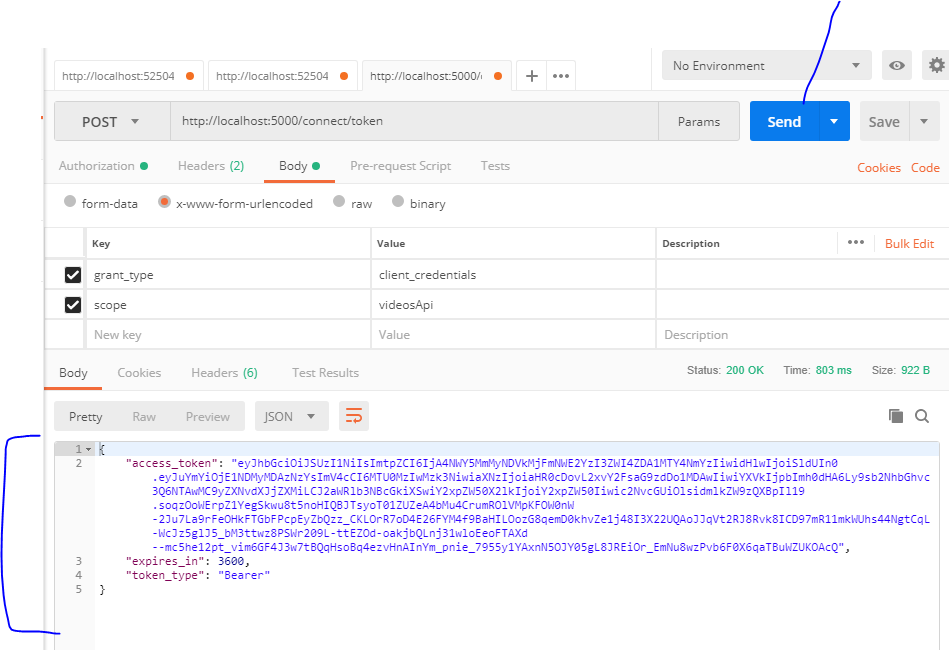 http://localhost:52504 http://localhost:52504 http://localhost:5000/c No Environment
POST http://localhost:5000/connect/token Params Send Save
Authorization Headers (2) Body Pre-request Script Tests Cookies Code
form-data x-www-form-urlencoded raw binary
Key Value Description Bulk Edit
grant_type client_credentials
scope videosApi
New key Value Description
Body Cookies Headers (6) Test Results Status: 200 OK Time: 803 ms Size: 922 B
Pretty Raw Preview JSON
1 {
2 "access_token": "eyJhbGciOiJSUzI1NiIsImtpZCI6IjA4NWY5MmMyNDVkMjFmNWE2YzI3ZWI4ZDA1MTY4NmYzIiwidHlwIjoiSldUIn0
.eyJuYmYiOjE1NDMyMDAzNzYsImV4cCI6MTU0MzIwMzk3NiwiaXNzIjoiaHR0cDovL2xvY2FsaG9zdDo1MDAwIiwiYXVkIjpbImh0dHA6Ly9sb2NhbGhvc
3Q6NTAwMC9yZXNvdXJjZXMiLCJ2aWRlb3NBcGkiXSwiY2xpZW50X2lkIjoiY2xpZW50Iiwic2NvcGUiOlsidmlkZW9zQXBpIl19
.soqzOoWErpZ1YegSkwu8t5noHIQBJTsyoT01ZUZeA4bMu4CrumROlVMpKFOW0nW
-2Ju7La9rFeOHkFTGbFPcpEyZbQzz_CKLOrR7oD4E26FYM4f9BaHILOozG8qemD0khvZe1j48I3X22UQAoJJqVt2RJ8Rvk8ICD97mR11mkWUhs44NgtCqL
-WcJz5glJ5_bM3ttwz8PSWr209L-ttEZOd-oakjbQLnj31wloEeoFTAXd
--mc5he12pt_vim6GF4J3w7tBQqHsoBq4ezvHnAInYm_pnie_7955y1YAxnN5OJY05gL8JREiOr_EmNu8wzPvb6F0X6qaTBuWZUKOAcQ",
3 "expires_in": 3600,
4 "token_type": "Bearer"
5 }